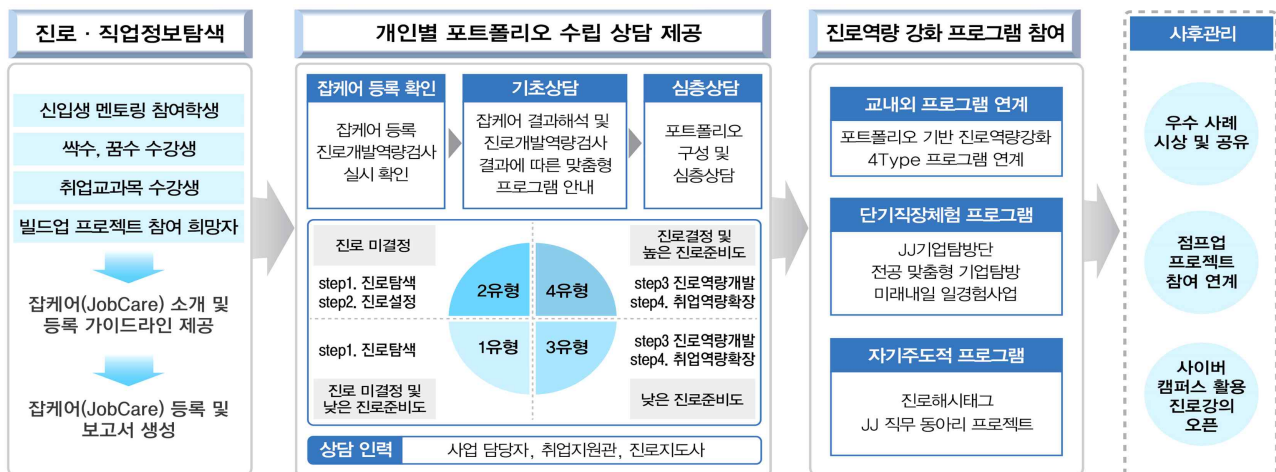 진로 · 직업정보탐색
신입생 멘토링 참여학생
싹수, 꿈수 수강생
취업교과목 수강생
빌드업 프로젝트 참여 희망자
잡케어(JobCare) 소개 및
등록 가이드라인 제공
잡케어(JobCare) 등록 및
보고서 생성
개인별 포트폴리오 수립 상담 제공
잡케어 등록 확인
잡케어 등록
진로개발역량검사
실시 확인
기초상담
잡케어 결과해석 및
진로개발역량검사
결과에 따른 맞춤형
프로그램 안내
심층상담
포트폴리오
구성 및
심층상담
진로 미결정
step1. 진로탐색
step2. 진로설정
2유형
4유형
진로결정 및
높은 진로준비도
step3 진로역량개발
step4. 취업역량확장
step1. 진로탐색
진로 미결정 및
낮은 진로준비도
1유형
3유형
step3 진로역량개발
step4. 취업역량확장
낮은 진로준비도
상담 인력
사업 담당자, 취업지원관, 진로지도사
진로역량 강화 프로그램 참여
교내외 프로그램 연계
포트폴리오 기반 진로역량강화
4Type 프로그램 연계
단기직장체험 프로그램
JJ기업탐방단
전공 맞춤형 기업탐방
미래내일 일경험사업
자기주도적 프로그램
진로해시태그
JJ 직무 동아리 프로젝트
사후관리
우수 사례
시상 및 공유
점프업
프로젝트
참여 연계
사이버
캠퍼스 활용
진로강의
오픈